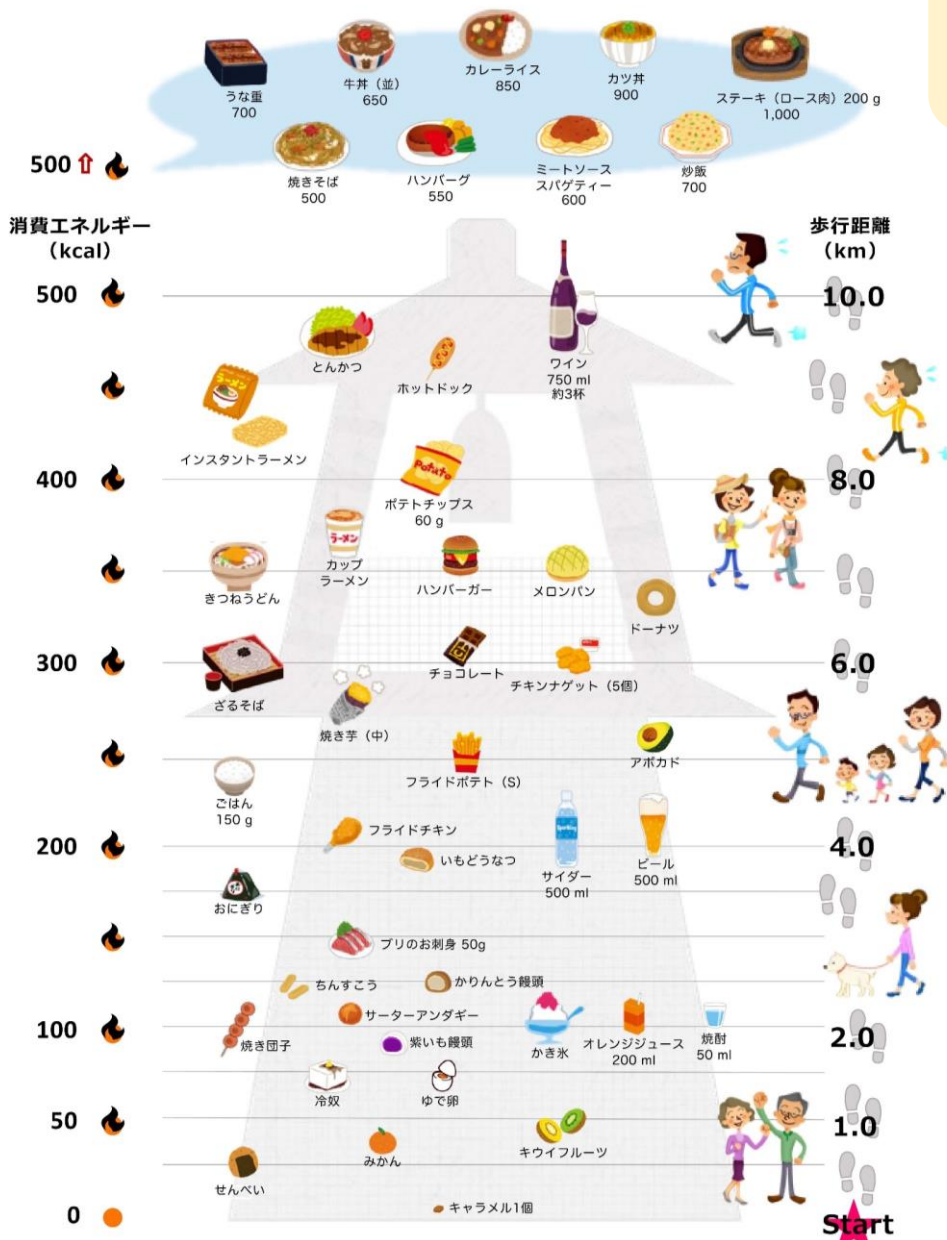 うな重
700
牛丼（並）
650
カレーライス
850
カツ丼
900
ステーキ（ロース肉）200 g
1,000
500 ⇧
焼きそば
500
ハンバーグ
550
ミートソース
スパゲティー
600
炒飯
700
消費エネルギー
（kcal）
歩行距離
（km）
500
10.0
とんかつ
ホットドック
ワイン
750 ml
約3杯
ラーメン
インスタントラーメン
400
8.0
Potato
ポテトチップス
60 g
ラーメン
カップ
ラーメン
きつねうどん
ハンバーガー
メロンパン
ドーナツ
300
6.0
ざるそば
チョコレート
チキンナゲット（5個）
焼き芋（中）
フライドポテト（S）
アボカド
ごはん
150 g
200
4.0
フライドチキン
いもどうなつ
サイダー
500 ml
ビール
500 ml
おにぎり
ブリのお刺身 50g
ちんすこう
かりんとう饅頭
100
2.0
焼き団子
サーターアンダギー
紫いも饅頭
かき氷
オレンジジュース
200 ml
焼酎
50 ml
冷奴
ゆで卵
50
1.0
みかん
キウイフルーツ
せんべい
0
キャラメル1個
Start